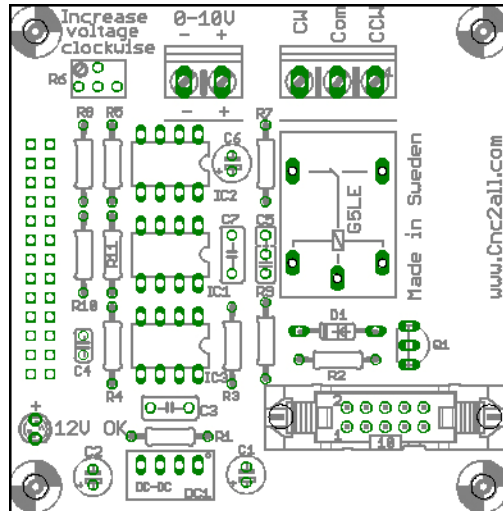 Increase
voltage
clockwise
0-10V
- +
CW
Com
CCW
R6
- +
R8
R5
R7
C6
IC2
G5LE
Made in Sweden
www.Cnc2all.com
C7
R11
R10
IC1
R9
D1
Q1
C4
R4
IC3
R3
R2
C3
2
1
10
+
12V OK
R1
C2
C1
DC-DC
DC1